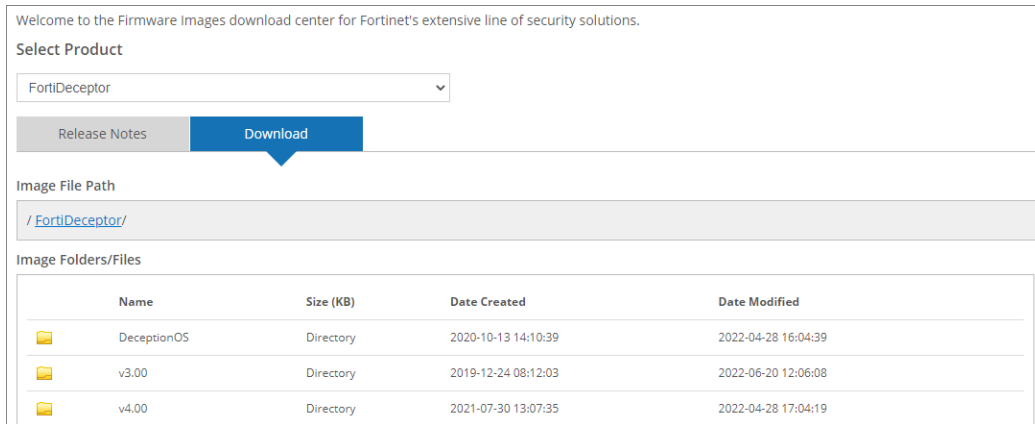 Welcome to the Firmware Images download center for Fortinet's extensive line of security solutions.
Select Product
FortiDeceptor
Release Notes Download
Image File Path
/ FortiDeceptor/
Image Folders/Files
Name Size (KB) Date Created Date Modified
DeceptionOS Directory 2020-10-13 14:10:39 2022-04-28 16:04:39
v3.00 Directory 2019-12-24 08:12:03 2022-06-20 12:06:08
v4.00 Directory 2021-07-30 13:07:35 2022-04-28 17:04:19